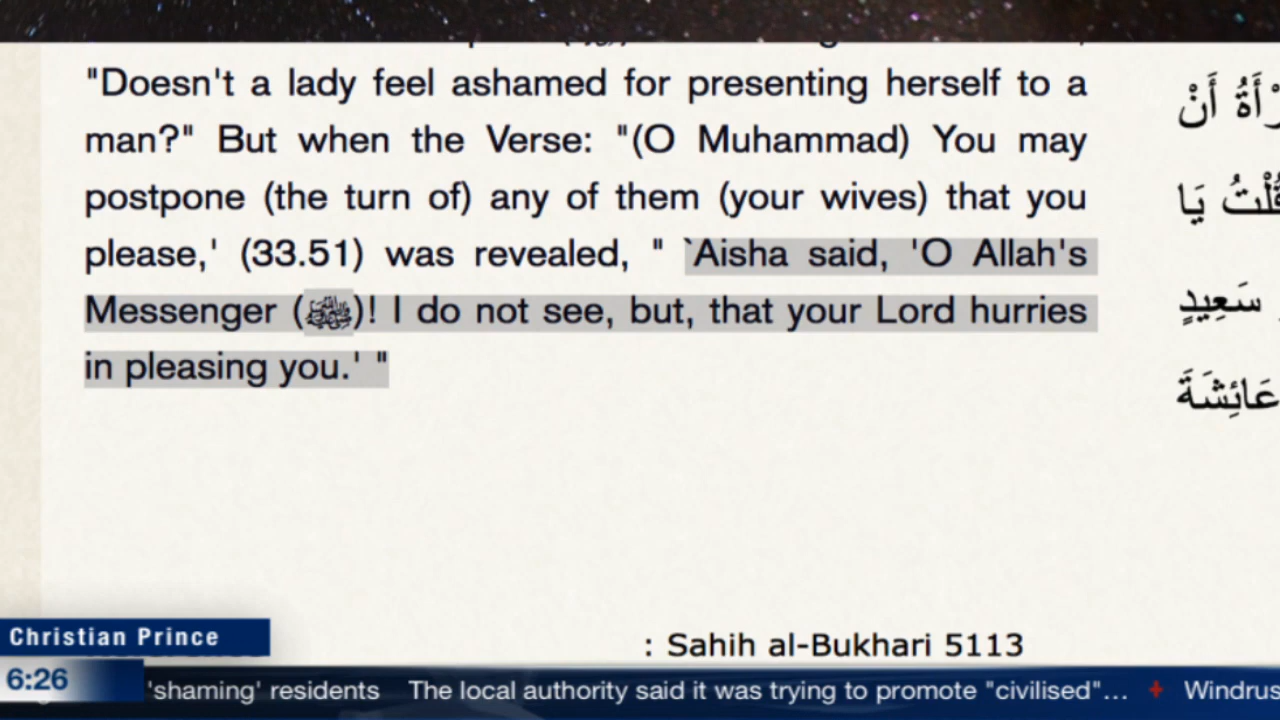 "Doesn't a lady feel ashamed for presenting herself to a
man?" But when the Verse: "(O Muhammad) You may
postpone (the turn of) any of them (your wives) that you
please,' (33.51) was revealed, " `Aisha said, 'O Allah's
Messenger (ﷺ)! I do not see, but, that your Lord hurries
in pleasing you.' "
أَنْ
قُلْتُ يَا
سَعِيدٍ
عَائِشَةَ
: Sahih al-Bukhari 5113
Christian Prince
6:26
'shaming' residents The local authority said it was trying to promote "civilised"... Windrus